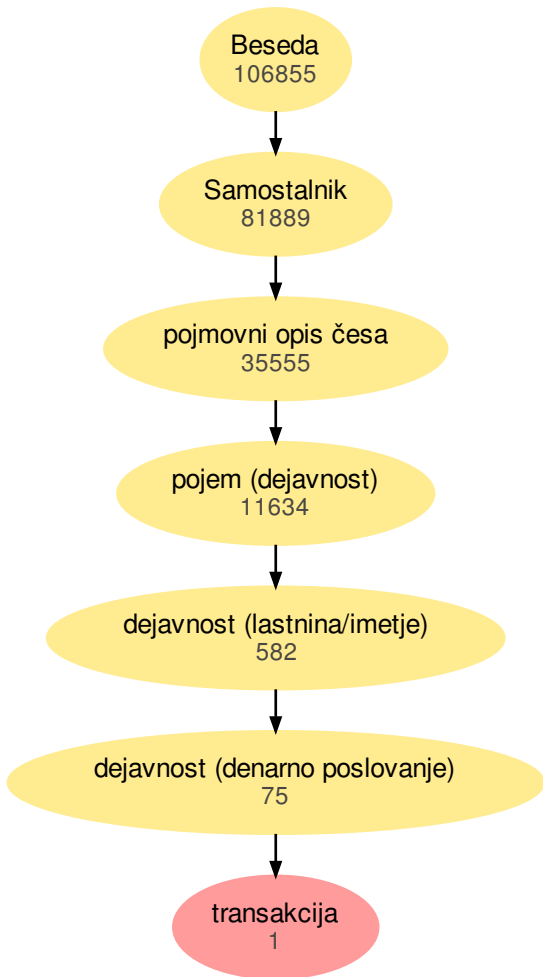 Beseda
106855
Samostalnik
81889
pojmovni opis česa
35555
pojem (dejavnost)
11634
dejavnost (lastnina/imetje)
582
dejavnost (denarno poslovanje)
75
transakcija
1